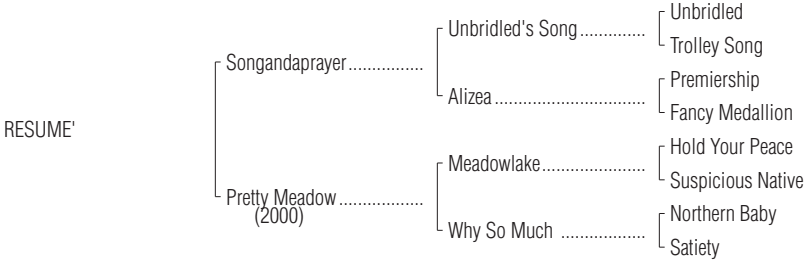 Unbridled
Unbridled's Song..............
Trolley Song
Songandaprayer................
Premiership
Alizea................................
Fancy Medallion
RESUME'
Hold Your Peace
Meadowlake......................
Suspicious Native
Pretty Meadow..................
(2000)
Northern Baby
Why So Much ..................
Satiety